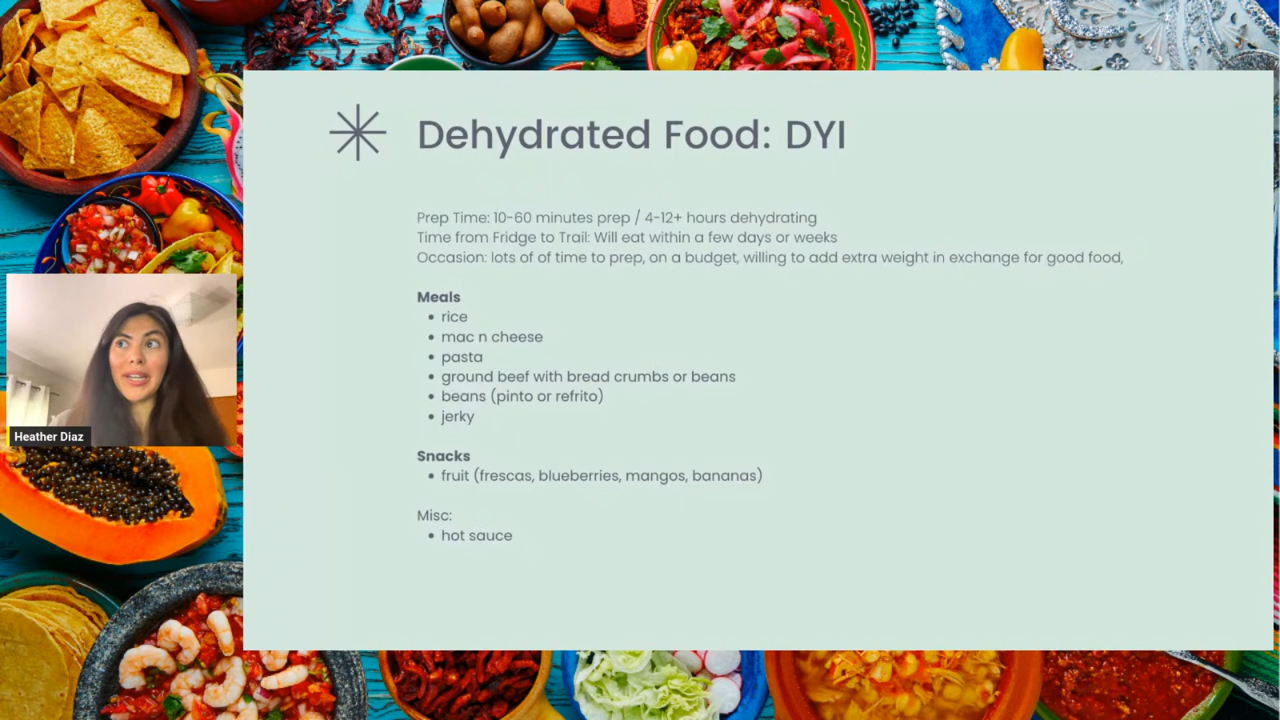 Dehydrated Food: DYI
Prep Time: 10-60 minutes prep / 4-12+ hours dehydrating
Time from Fridge to Trail: Will eat within a few days or weeks
Occasion: lots of of time to prep, on a budget, willing to add extra weight in exchange for good food,
Meals
• rice
• mac n cheese
• pasta
• ground beef with bread crumbs or beans
• beans (pinto or refrito)
• jerky
Snacks
• fruit (frescas, blueberries, mangos, bananas)
Misc:
• hot sauce
Heather Diaz